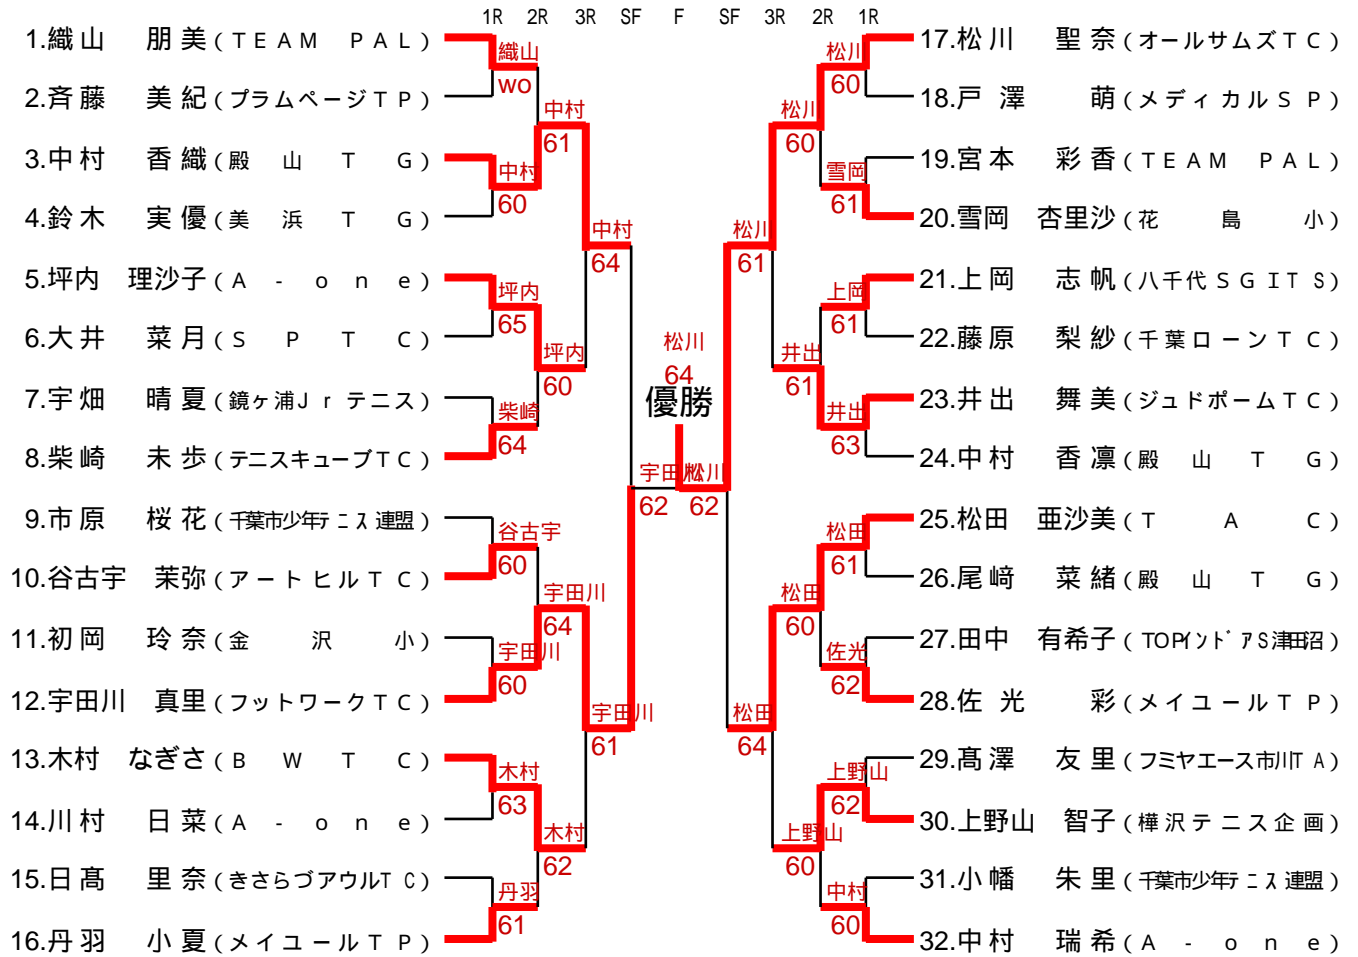 1R 2R 3R SF F SF 3R 2R 1R
1.織山 朋美(TEAM PAL)
2.斉藤 美紀(プラムページTP)
3.中村 香織(殿山TG)
4.鈴木 実優(美浜TG)
5.坪内 理沙子(A-one)
6.大井 菜月(SPTC)
7.宇畑 晴夏(鏡ヶ浦Jrテニス)
8.柴崎 未歩(テニスキューブTC)
9.市原 桜花(千葉市少年テニス連盟)
10.谷古宇 茉弥(アートヒルTC)
11.初岡 玲奈(金沢小)
12.宇田川 真里(フットワークTC)
13.木村 なぎさ(BWTC)
14.川村 日菜(A-one)
15.日髙 里奈(きさらづアウルTC)
16.丹羽 小夏(メイユールTP)
織山
wo
中村
60
坪内
65
柴崎
64
谷古宇
60
宇田川
60
木村
63
丹羽
61
中村
61
坪内
60
宇田川
64
木村
62
中村
64
宇田川
61
宇田川
62
松川
64
優勝
松川
62
松川
61
松田
64
松川
60
井出
61
松田
60
上野山
60
松川
60
雪岡
61
上岡
61
井出
63
松田
61
佐光
62
上野山
62
中村
60
17.松川 聖奈(オールサムズTC)
18.戸澤 萌(メディカルSP)
19.宮本 彩香(TEAM PAL)
20.雪岡 杏里沙(花島小)
21.上岡 志帆(八千代SGITS)
22.藤原 梨紗(千葉ローンTC)
23.井出 舞美(ジュドポームTC)
24.中村 香凛(殿山TG)
25.松田 亜沙美(TAC)
26.尾﨑 菜緒(殿山TG)
27.田中 有希子(TOPインドアS津田沼)
28.佐光 彩(メイユールTP)
29.髙澤 友里(フミヤエース市川TA)
30.上野山 智子(樺沢テニス企画)
31.小幡 朱里(千葉市少年テニス連盟)
32.中村 瑞希(A-one)